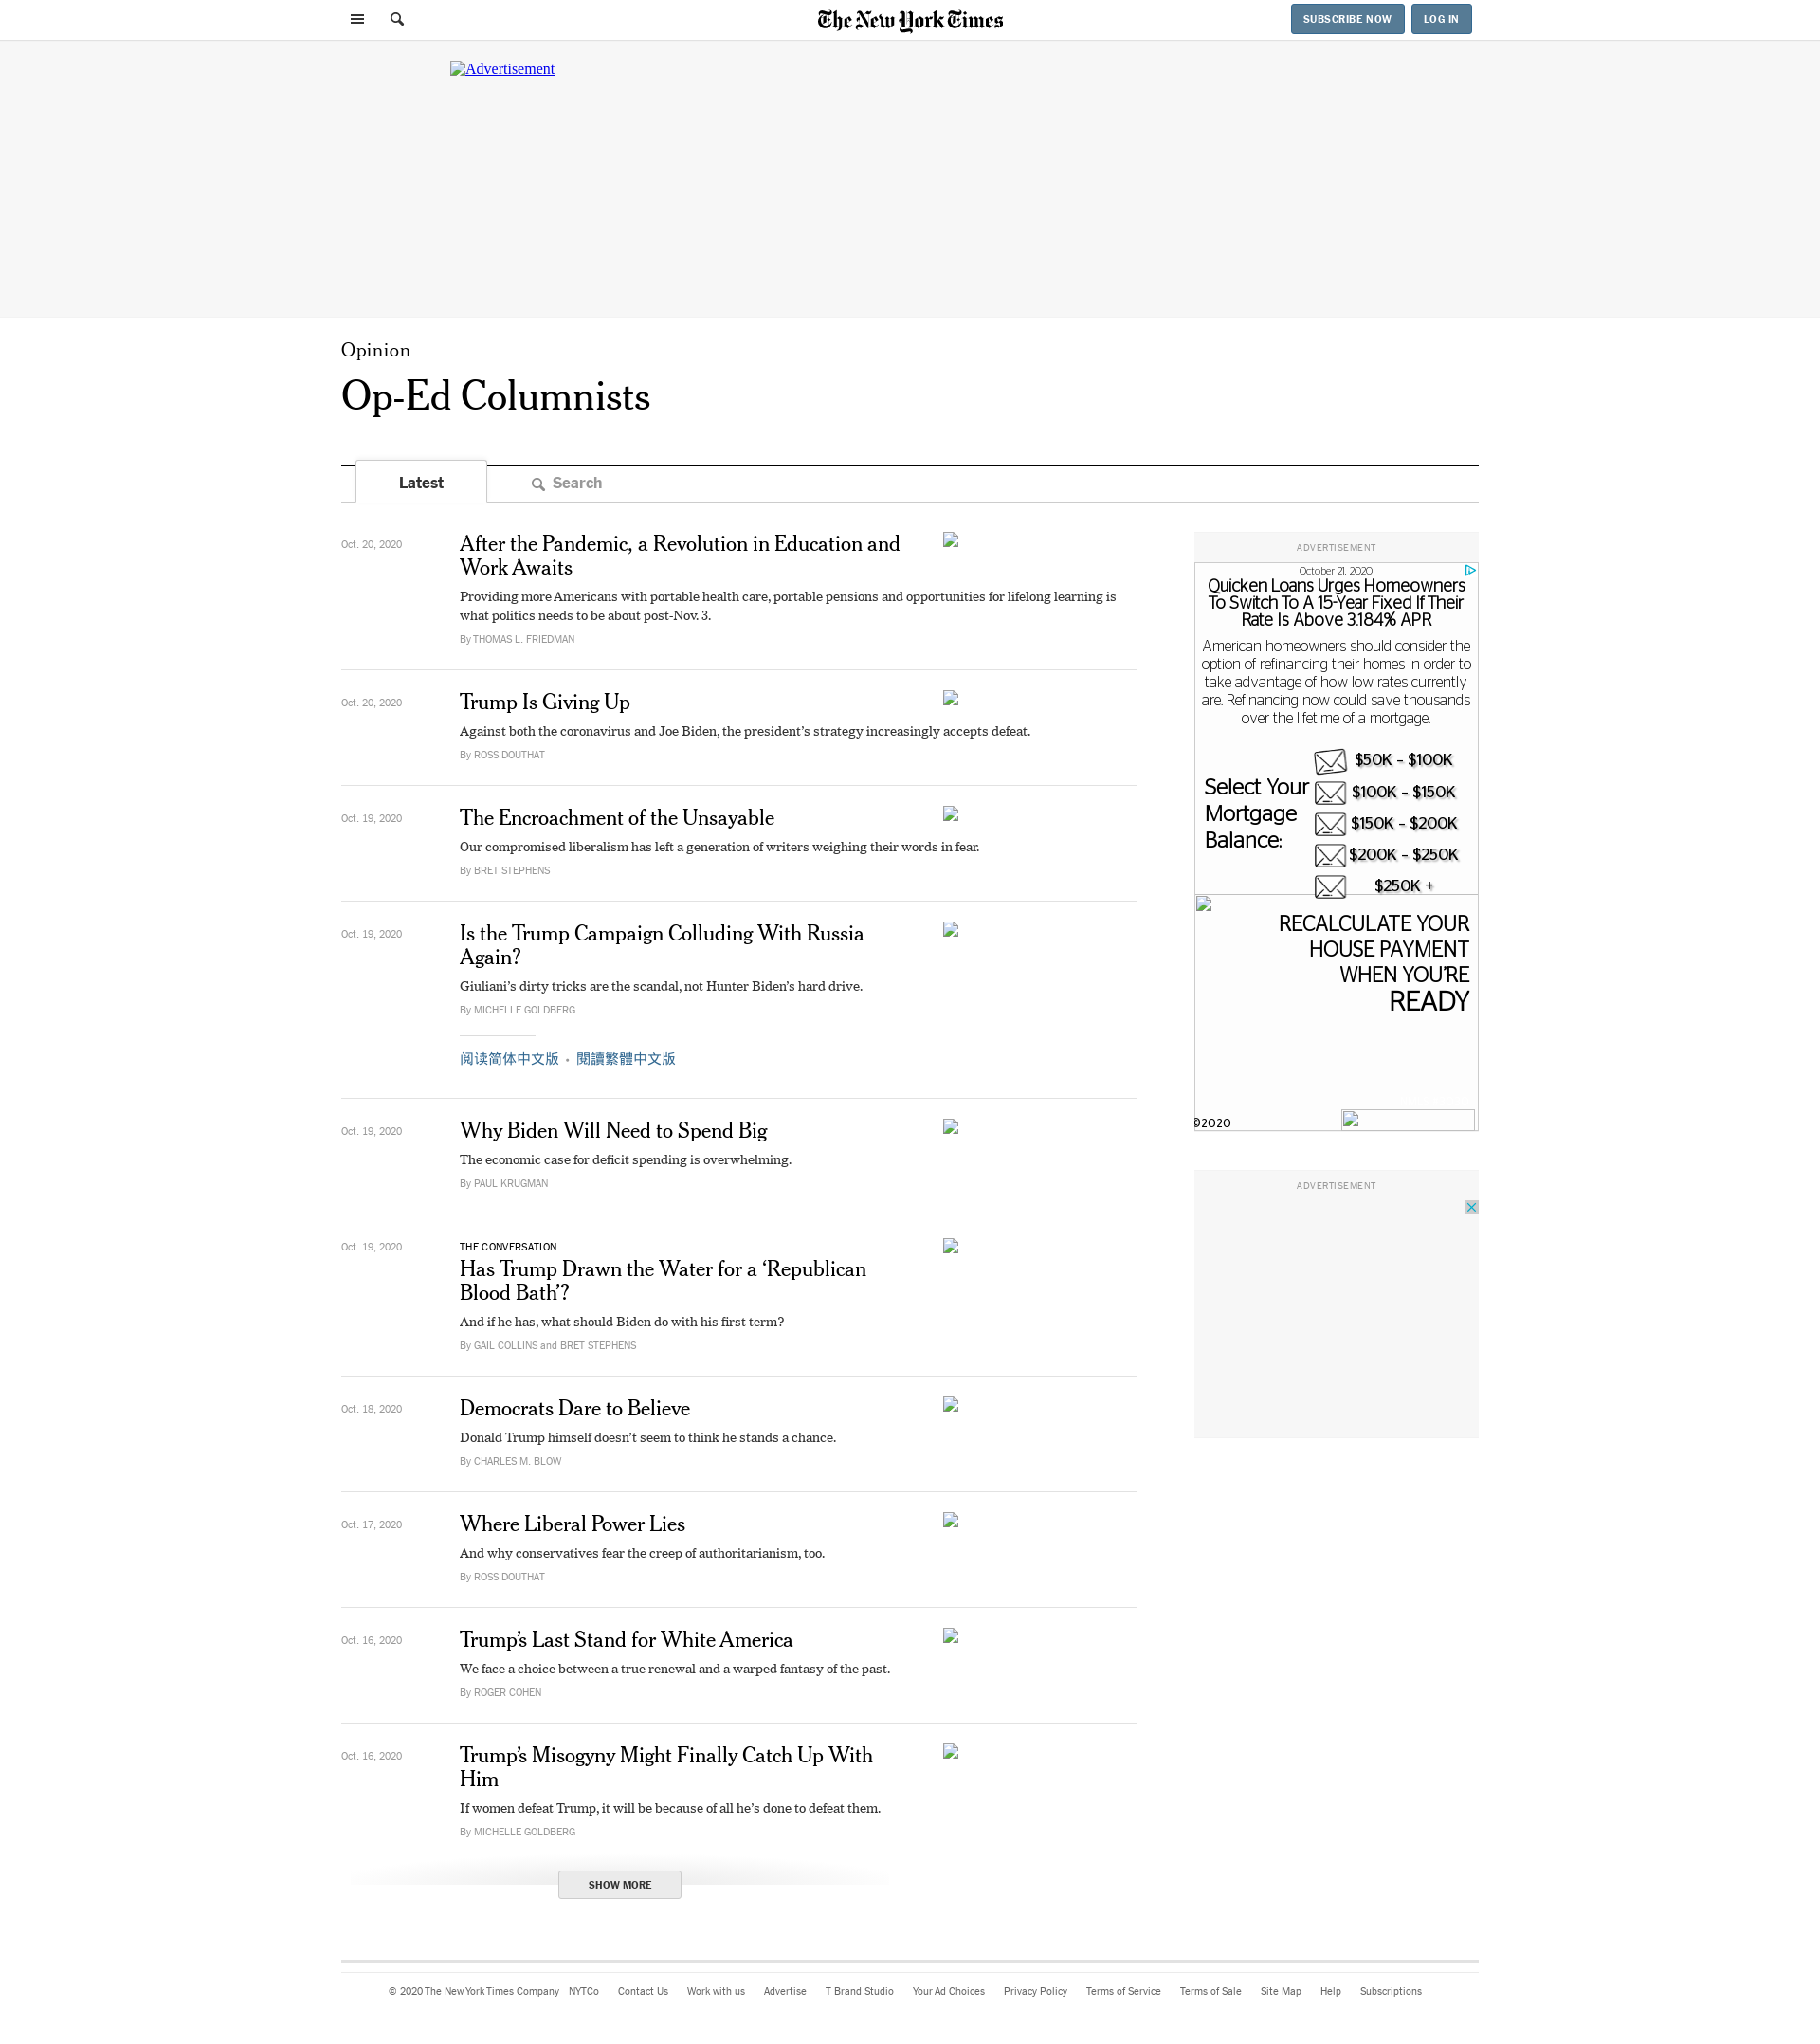 The New York Times
SUBSCRIBE NOW
LOG IN
Advertisement
Opinion
Op-Ed Columnists
Latest
Search
Oct. 20, 2020
After the Pandemic, a Revolution in Education and
Work Awaits
Providing more Americans with portable health care, portable pensions and opportunities for lifelong learning is
what politics needs to be about post-Nov. 3.
By THOMAS L. FRIEDMAN
Oct. 20, 2020
Trump Is Giving Up
Against both the coronavirus and Joe Biden, the president’s strategy increasingly accepts defeat.
By ROSS DOUTHAT
Oct. 19, 2020
The Encroachment of the Unsayable
Our compromised liberalism has left a generation of writers weighing their words in fear.
By BRET STEPHENS
Oct. 19, 2020
Is the Trump Campaign Colluding With Russia
Again?
Giuliani’s dirty tricks are the scandal, not Hunter Biden’s hard drive.
By MICHELLE GOLDBERG
阅读简体中文版 • 閱讀繁體中文版
Oct. 19, 2020
Why Biden Will Need to Spend Big
The economic case for deficit spending is overwhelming.
By PAUL KRUGMAN
Oct. 19, 2020
THE CONVERSATION
Has Trump Drawn the Water for a ‘Republican
Blood Bath’?
And if he has, what should Biden do with his first term?
By GAIL COLLINS and BRET STEPHENS
Oct. 18, 2020
Democrats Dare to Believe
Donald Trump himself doesn’t seem to think he stands a chance.
By CHARLES M. BLOW
Oct. 17, 2020
Where Liberal Power Lies
And why conservatives fear the creep of authoritarianism, too.
By ROSS DOUTHAT
Oct. 16, 2020
Trump’s Last Stand for White America
We face a choice between a true renewal and a warped fantasy of the past.
By ROGER COHEN
Oct. 16, 2020
Trump’s Misogyny Might Finally Catch Up With
Him
If women defeat Trump, it will be because of all he’s done to defeat them.
By MICHELLE GOLDBERG
SHOW MORE
ADVERTISEMENT
October 21, 2020
Quicken Loans Urges Homeowners
To Switch To A 15-Year Fixed If Their
Rate Is Above 3.184% APR
American homeowners should consider the
option of refinancing their homes in order to
take advantage of how low rates currently
are. Refinancing now could save thousands
over the lifetime of a mortgage.
Select Your
Mortgage
Balance:
$50K - $100K
$100K - $150K
$150K - $200K
$200K - $250K
$250K +
RECALCULATE YOUR
HOUSE PAYMENT
WHEN YOU’RE
READY
©2020
ADVERTISEMENT
© 2020 The New York Times Company NYTCo Contact Us Work with us Advertise T Brand Studio Your Ad Choices Privacy Policy Terms of Service Terms of Sale Site Map Help Subscriptions